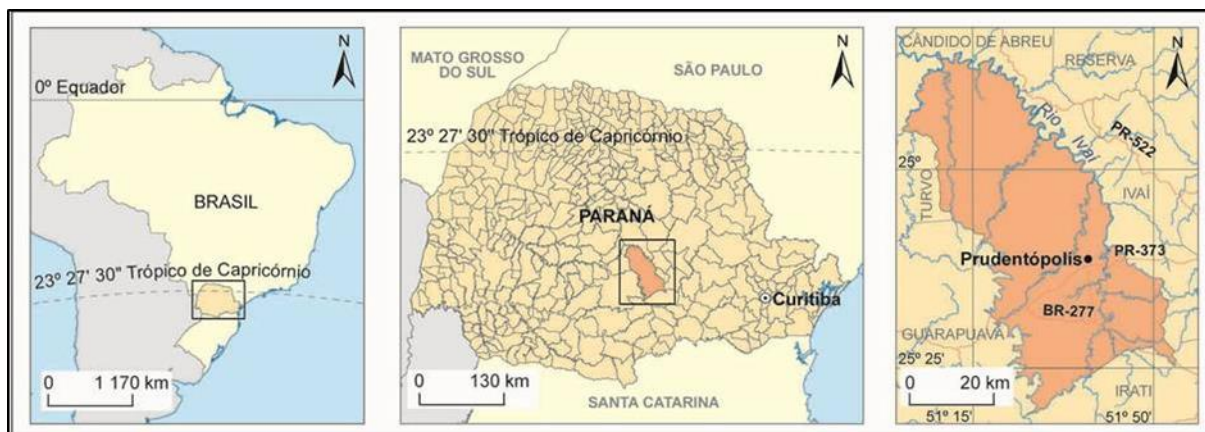 N
0º Equador
BRASIL
23º 27' 30" Trópico de Capricórnio
0 1 170 km
N
MATO GROSSO
DO SUL
SÃO PAULO
23º 27' 30" Trópico de Capricórnio
PARANÁ
Curitiba
0 130 km
SANTA CATARINA
CÂNDIDO DE ABREU
N
RESERVA
Rio
Ivaí
PR-522
25º
TURVO
IVAÍ
Prudentópolis
PR-373
BR-277
GUARAPUAVA
25º 25'
0 20 km
IRATI
51º 15'
51º 50'